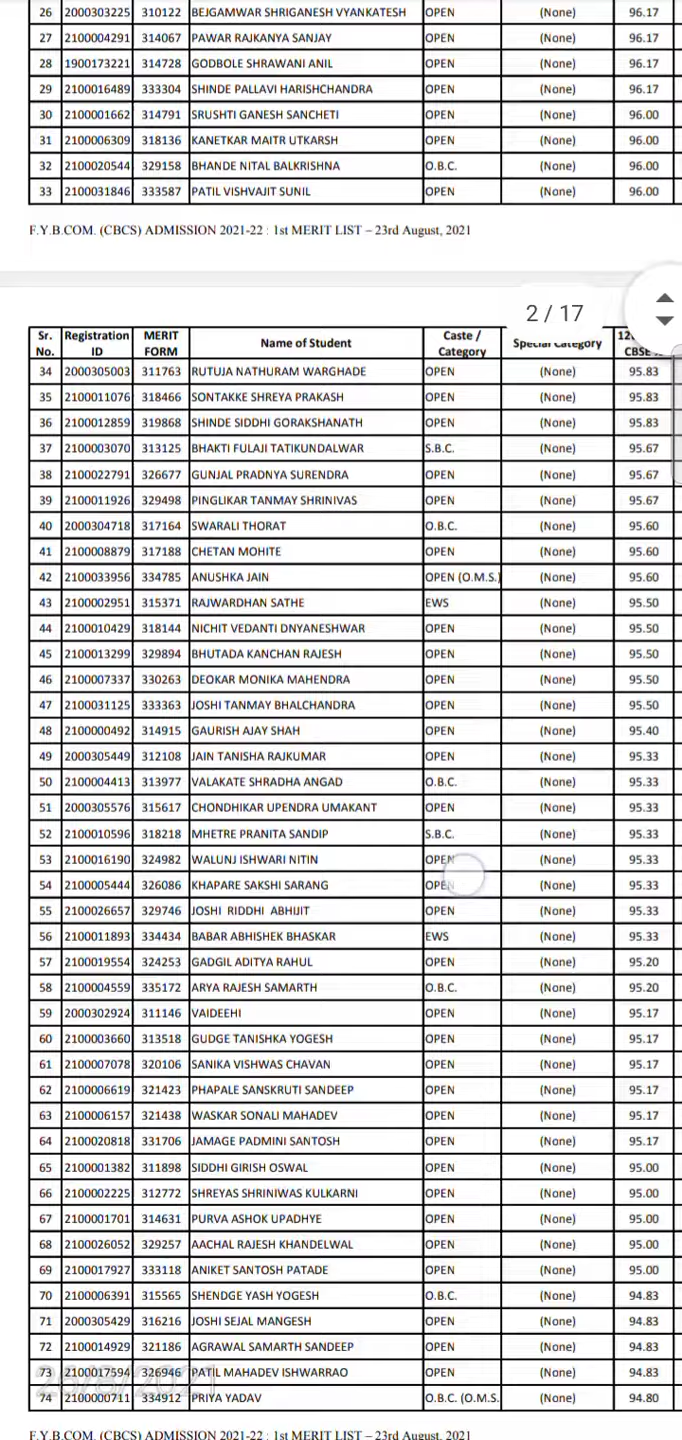 26 2000303225 310122 BEJGAMWAR SHRIGANESH VYANKATESH OPEN (None) 96.17
27 2100004291 314067 PAWAR RAJKANYA SANJAY OPEN (None) 96.17
28 1900173221 314728 GODBOLE SHRAWANI ANIL OPEN (None) 96.17
29 2100016489 333304 SHINDE PALLAVI HARISHCHANDRA OPEN (None) 96.17
30 2100001662 314791 SRUSHTI GANESH SANCHETI OPEN (None) 96.00
31 2100006309 318136 KANETKAR MAITR UTKARSH OPEN (None) 96.00
32 2100020544 329158 BHANDE NITAL BALKRISHNA O.B.C. (None) 96.00
33 2100031846 333587 PATIL VISHVAJIT SUNIL OPEN (None) 96.00
F.Y.B.COM. (CBCS) ADMISSION 2021-22 : 1st MERIT LIST – 23rd August, 2021
2 / 17
Sr. No. Registration ID MERIT FORM Name of Student Caste / Category Special Category CBSE
34 2000305003 311763 RUTUJA NATHURAM WARGHADE OPEN (None) 95.83
35 2100011076 318466 SONTAKKE SHREYA PRAKASH OPEN (None) 95.83
36 2100012859 319868 SHINDE SIDDHI GORAKSHANATH OPEN (None) 95.83
37 2100003070 313125 BHAKTI FULAJI TATIKUNDALWAR S.B.C. (None) 95.67
38 2100022791 326677 GUNJAL PRADNYA SURENDRA OPEN (None) 95.67
39 2100011926 329498 PINGLIKAR TANMAY SHRINIVAS OPEN (None) 95.67
40 2000304718 317164 SWARALI THORAT O.B.C. (None) 95.60
41 2100008879 317188 CHETAN MOHITE OPEN (None) 95.60
42 2100033956 334785 ANUSHKA JAIN OPEN (O.M.S.) (None) 95.60
43 2100002951 315371 RAJWARDHAN SATHE EWS (None) 95.50
44 2100010429 318144 NICHIT VEDANTI DNYANESHWAR OPEN (None) 95.50
45 2100013299 329894 BHUTADA KANCHAN RAJESH OPEN (None) 95.50
46 2100007337 330263 DEOKAR MONIKA MAHENDRA OPEN (None) 95.50
47 2100031125 333363 JOSHI TANMAY BHALCHANDRA OPEN (None) 95.50
48 2100000492 314915 GAURISH AJAY SHAH OPEN (None) 95.40
49 2000305449 312108 JAIN TANISHA RAJKUMAR OPEN (None) 95.33
50 2100004413 313977 VALAKATE SHRADHA ANGAD O.B.C. (None) 95.33
51 2000305576 315617 CHONDHIKAR UPENDRA UMAKANT OPEN (None) 95.33
52 2100010596 318218 MHETRE PRANITA SANDIP S.B.C. (None) 95.33
53 2100016190 324982 WALUNJ ISHWARI NITIN OPEN (None) 95.33
54 2100005444 326086 KHAPARE SAKSHI SARANG OPEN (None) 95.33
55 2100026657 329746 JOSHI RIDDHI ABHIJIT OPEN (None) 95.33
56 2100011893 334434 BABAR ABHISHEK BHASKAR EWS (None) 95.33
57 2100019554 324253 GADGIL ADITYA RAHUL OPEN (None) 95.20
58 2100004559 335172 ARYA RAJESH SAMARTH O.B.C. (None) 95.20
59 2000302924 311146 VAIDEEHI OPEN (None) 95.17
60 2100003660 313518 GUDGE TANISHKA YOGESH OPEN (None) 95.17
61 2100007078 320106 SANIKA VISHWAS CHAVAN OPEN (None) 95.17
62 2100006619 321423 PHAPALE SANSKRUTI SANDEEP OPEN (None) 95.17
63 2100006157 321438 WASKAR SONALI MAHADEV OPEN (None) 95.17
64 2100020818 331706 JAMAGE PADMINI SANTOSH OPEN (None) 95.17
65 2100001382 311898 SIDDHI GIRISH OSWAL OPEN (None) 95.00
66 2100002225 312772 SHREYAS SHRINIWAS KULKARNI OPEN (None) 95.00
67 2100001701 314631 PURVA ASHOK UPADHYE OPEN (None) 95.00
68 2100026052 329257 AACHAL RAJESH KHANDELWAL OPEN (None) 95.00
69 2100017927 333118 ANIKET SANTOSH PATADE OPEN (None) 95.00
70 2100006391 315565 SHENDGE YASH YOGESH O.B.C. (None) 94.83
71 2000305429 316216 JOSHI SEJAL MANGESH OPEN (None) 94.83
72 2100014929 321186 AGRAWAL SAMARTH SANDEEP OPEN (None) 94.83
73 2100017594 326946 PATIL MAHADEV ISHWARRAO OPEN (None) 94.83
26/8/2021
74 2100000711 334912 PRIYA YADAV O.B.C. (O.M.S. (None) 94.80
F.Y.B.COM. (CBCS) ADMISSION 2021-22 : 1st MERIT LIST – 23rd August, 2021